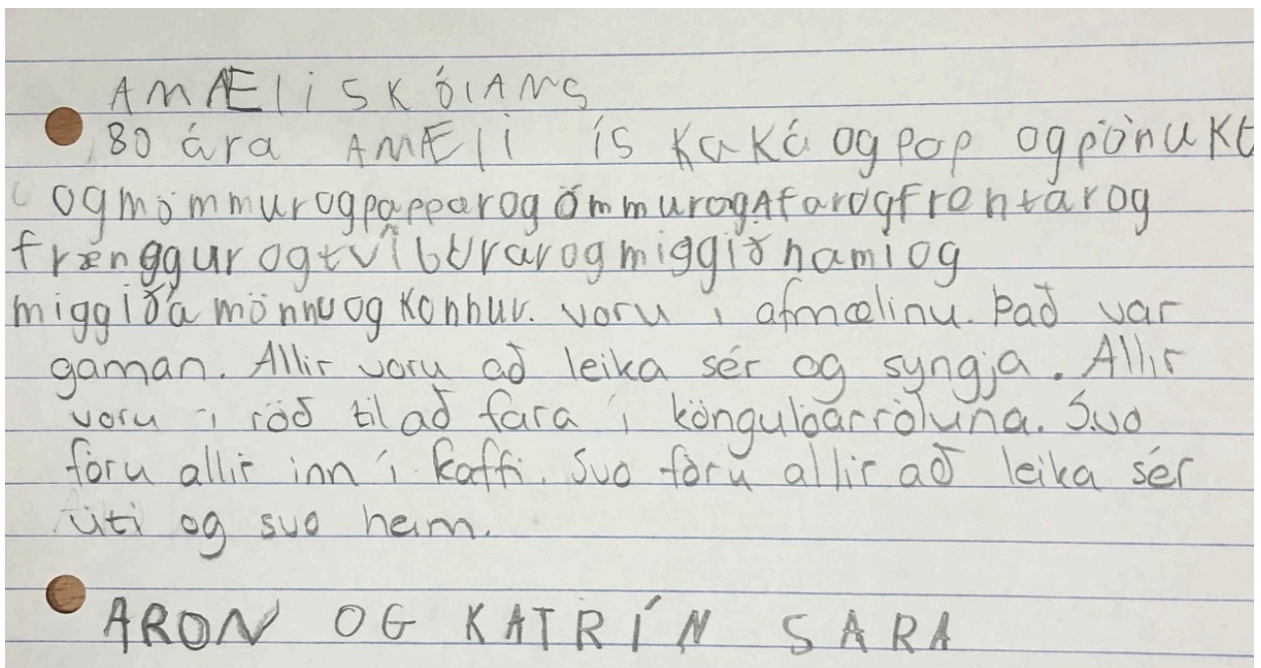 AMÆliSKÓlANS
80 ára AMÆli ís KaKá og pop ogpönukt
ogmömmurogpapparogömmurogAfarogfrentarog
frænggurogtvíburarogmiggiðnamiog
miggiðámönnuogKonnur. voru i afmælinu. Það var
gaman. Allir voru að leika sér og syngja. Allir
voru í röð til að fara í köngulóarróluna. Svo
fóru allir inn í kaffi. Svo fóru allir að leika sér
úti og svo heim.
ARON OG KATRÍN SARA